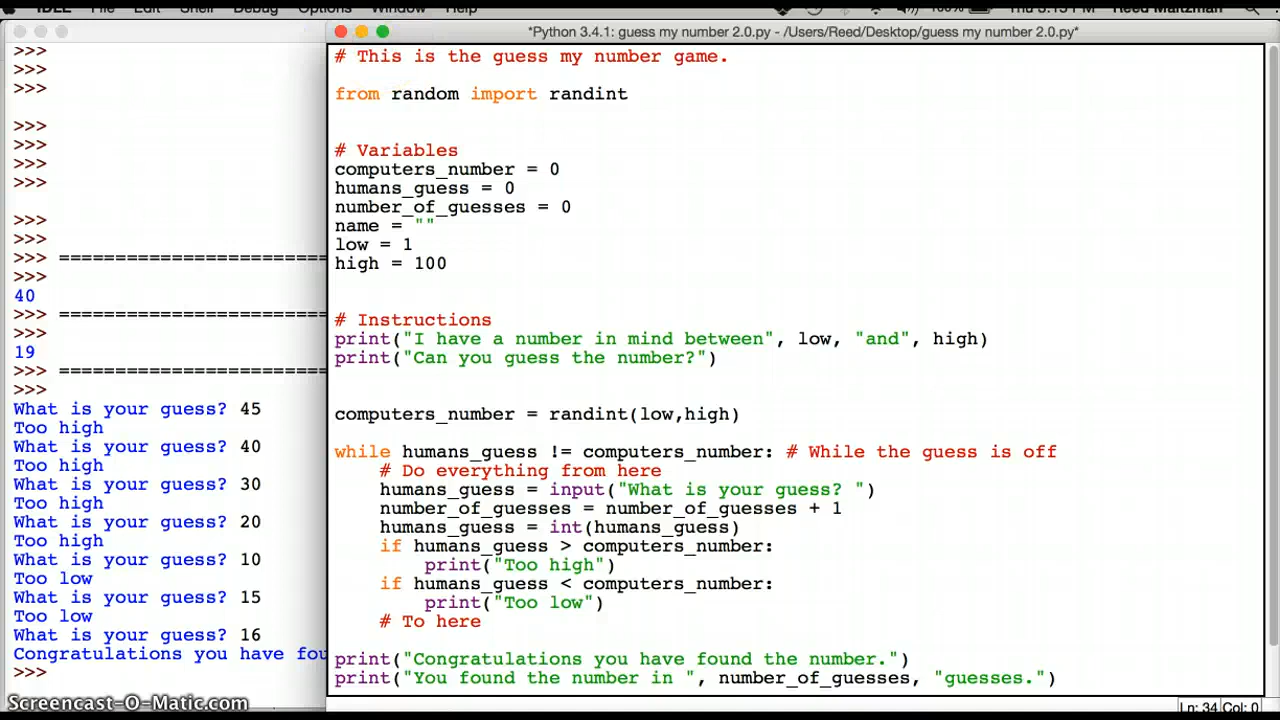 IDLE File Edit Shell Debug Options Window Help 100% Thu 8:13 PM Reed Maltzman
*Python 3.4.1: guess my number 2.0.py - /Users/Reed/Desktop/guess my number 2.0.py*
>>>
>>>
>>>
>>>
>>>
>>>
>>>
>>>
>>>
>>> ========================
>>>
40
>>> ========================
>>>
19
>>> ========================
>>>
What is your guess? 45
Too high
What is your guess? 40
Too high
What is your guess? 30
Too high
What is your guess? 20
Too high
What is your guess? 10
Too low
What is your guess? 15
Too low
What is your guess? 16
Congratulations you have fou
>>>
# This is the guess my number game.
from random import randint
# Variables
computers_number = 0
humans_guess = 0
number_of_guesses = 0
name = ""
low = 1
high = 100
# Instructions
print("I have a number in mind between", low, "and", high)
print("Can you guess the number?")
computers_number = randint(low,high)
while humans_guess != computers_number: # While the guess is off
    # Do everything from here
    humans_guess = input("What is your guess? ")
    number_of_guesses = number_of_guesses + 1
    humans_guess = int(humans_guess)
    if humans_guess > computers_number:
        print("Too high")
    if humans_guess < computers_number:
        print("Too low")
    # To here
print("Congratulations you have found the number.")
print("You found the number in ", number_of_guesses, "guesses.")
Screencast-O-Matic.com
Ln: 34 Col: 0